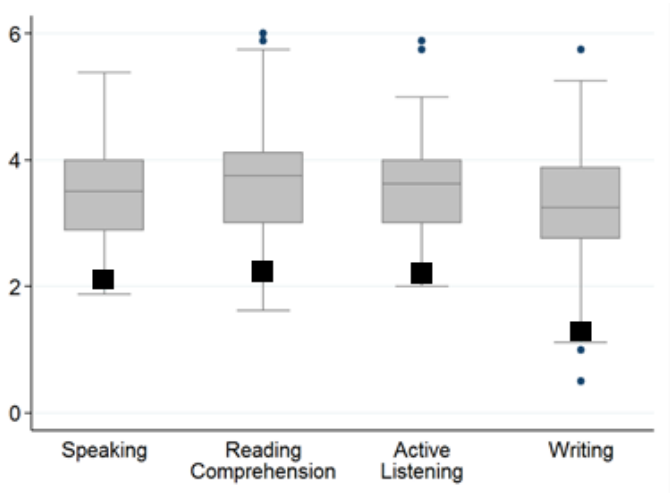 6
4
2
0
Speaking
Reading
Comprehension
Active
Listening
Writing